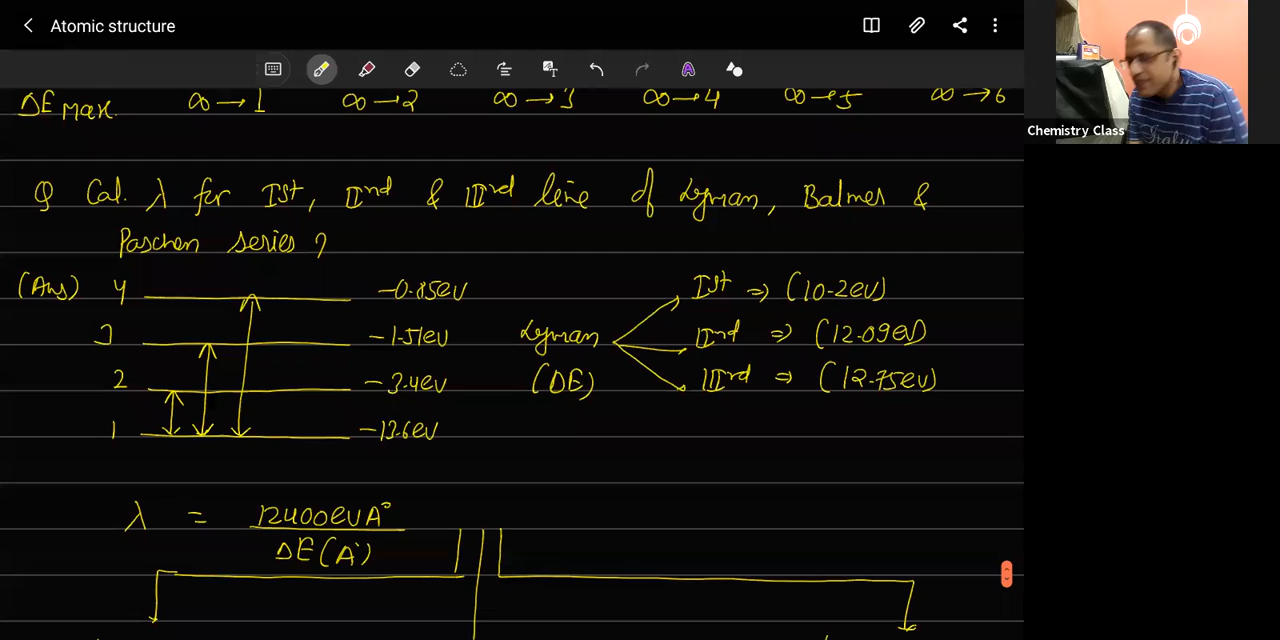 Atomic structure
Chemistry Class
ΔE Max. ∞→1 ∞→2 ∞→3 ∞→4 ∞→5 ∞→6
Q Cal. λ for Ist, IInd & IIIrd line of Lyman, Balmer &
Paschen series ?
(Ans) 4 -0.85eV Ist ⇒ (10.2eV)
3 -1.51eV Lyman IInd ⇒ (12.09eV)
2 -3.4eV (DE) IIIrd ⇒ (12.75eV)
1 -13.6eV
λ = 12400eVA°
ΔE(A°)